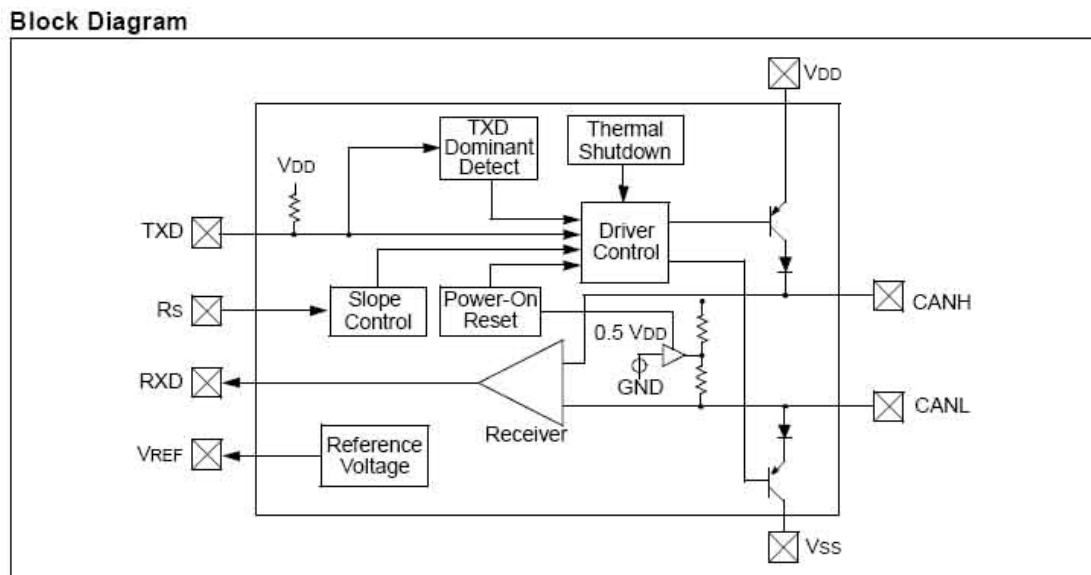 Block Diagram
VDD
TXD
Dominant
Detect
Thermal
Shutdown
VDD
TXD
Driver
Control
RS
Slope
Control
Power-On
Reset
CANH
0.5 VDD
RXD
GND
CANL
Receiver
VREF
Reference
Voltage
VSS